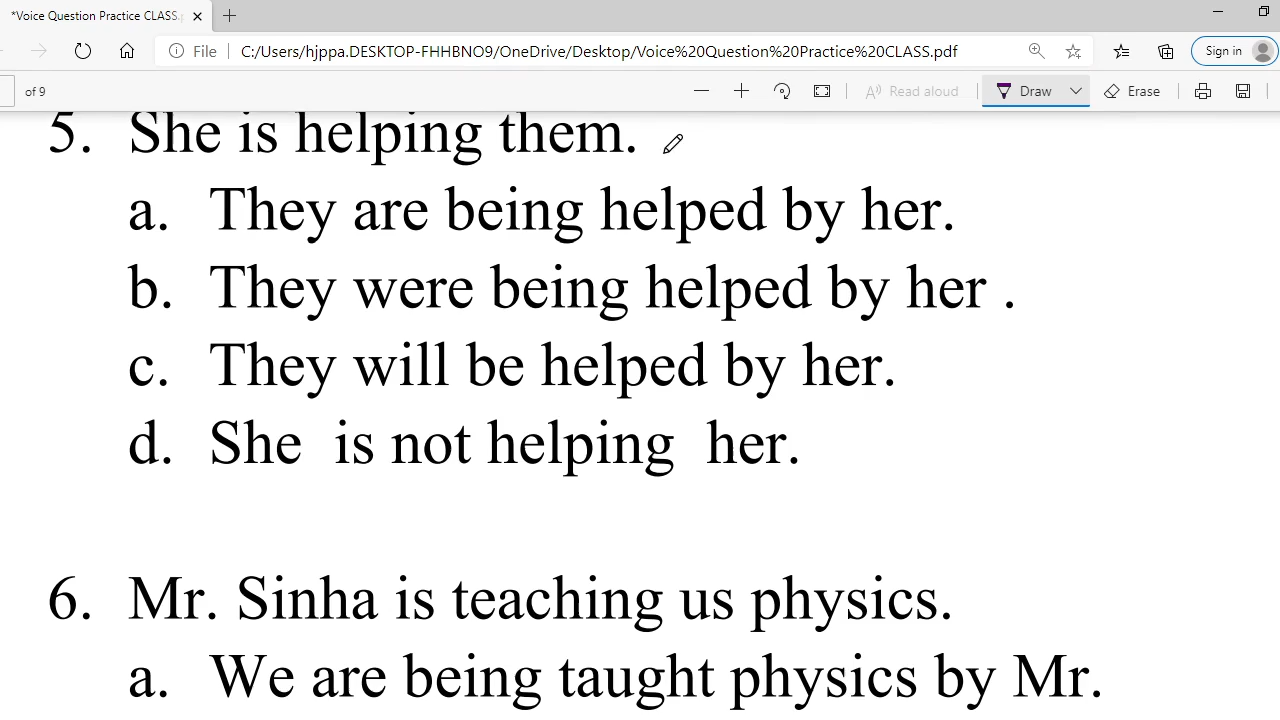 *Voice Question Practice CLASS.p
File C:/Users/hjppa.DESKTOP-FHHBNO9/OneDrive/Desktop/Voice%20Question%20Practice%20CLASS.pdf Sign in
of 9 Read aloud Draw Erase
5. She is helping them.
a. They are being helped by her.
b. They were being helped by her .
c. They will be helped by her.
d. She is not helping her.
6. Mr. Sinha is teaching us physics.
a. We are being taught physics by Mr.